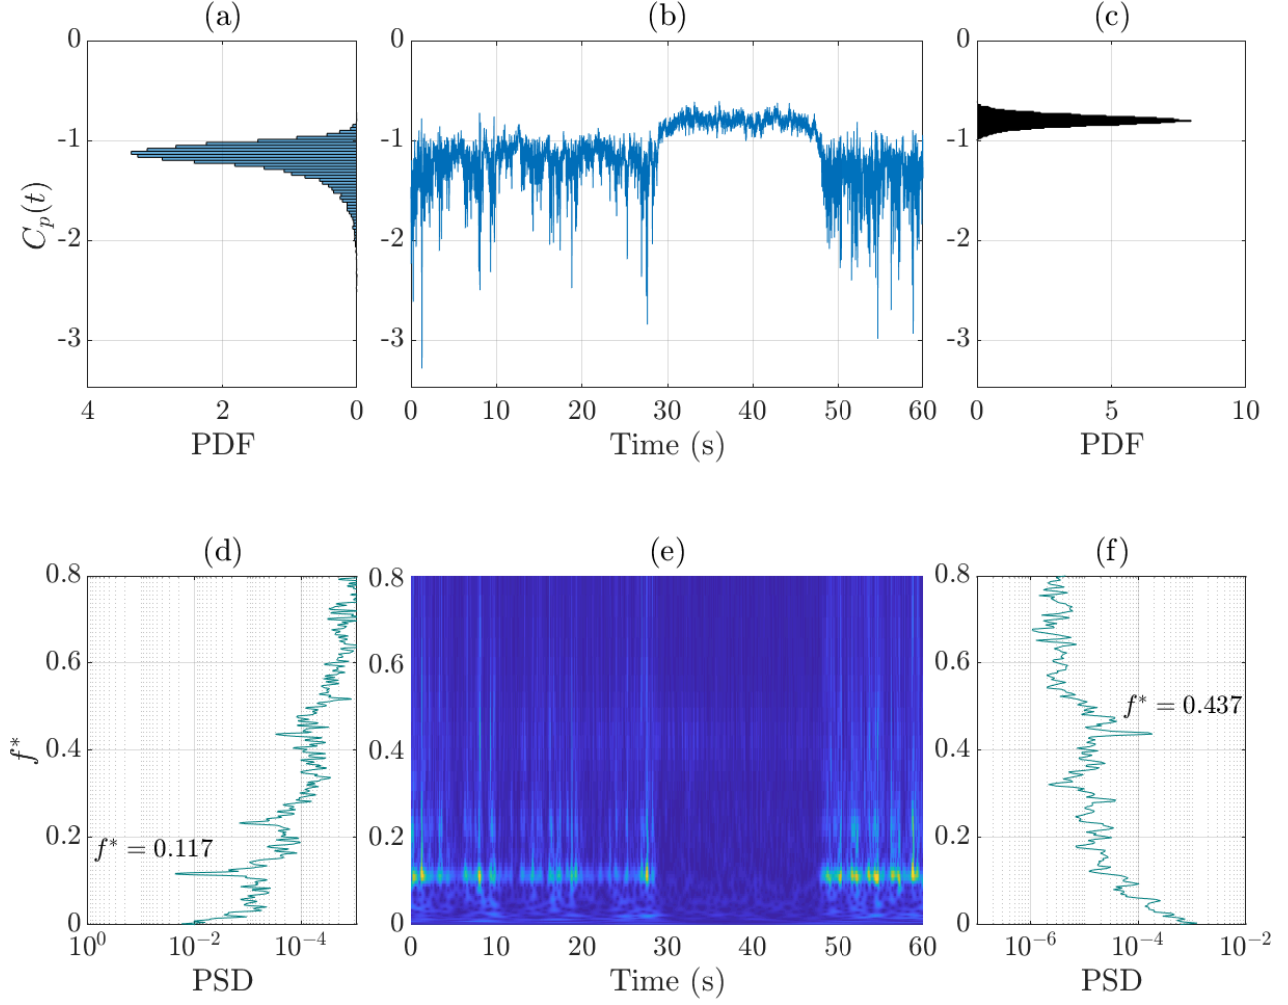 (a) (b) (c)
0 0 0
-1 -1 -1
-2 -2 -2
-3 -3 -3
C_p(t)
4 2 0 0 10 20 30 40 50 60 0 5 10
PDF Time (s) PDF
(d) (e) (f)
0.8 0.8 0.8
0.6 0.6 0.6
f* = 0.437
0.4 0.4 0.4
f*
0.2 0.2 0.2
f* = 0.117
0 0 0
10^0 10^-2 10^-4 0 10 20 30 40 50 60 10^-6 10^-4 10^-2
PSD Time (s) PSD